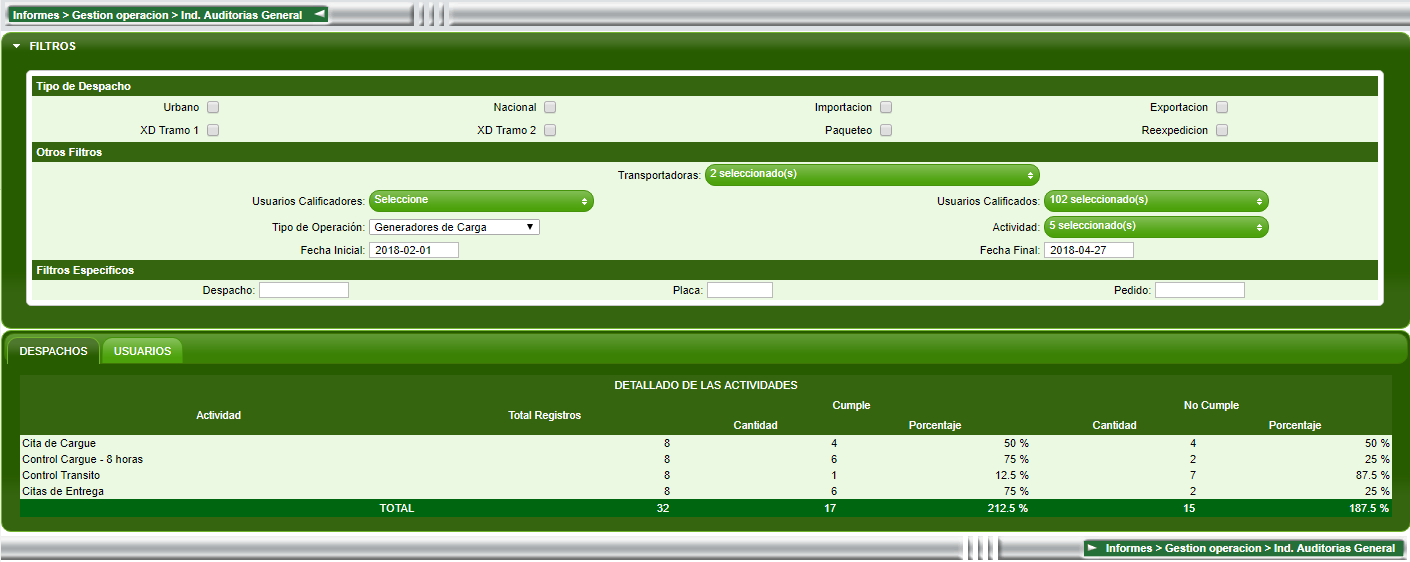 Informes > Gestion operacion > Ind. Auditorias General
FILTROS
Tipo de Despacho
Urbano Nacional Importacion Exportacion
XD Tramo 1 XD Tramo 2 Paqueteo Reexpedicion
Otros Filtros
Transportadoras: 2 seleccionado(s)
Usuarios Calificadores: Seleccione Usuarios Calificados: 102 seleccionado(s)
Tipo de Operación: Generadores de Carga Actividad: 5 seleccionado(s)
Fecha Inicial: 2018-02-01 Fecha Final: 2018-04-27
Filtros Especificos
Despacho: Placa: Pedido:
DESPACHOS USUARIOS
DETALLADO DE LAS ACTIVIDADES
Actividad Total Registros Cumple No Cumple
Cantidad Porcentaje Cantidad Porcentaje
Cita de Cargue 8 4 50 % 4 50 %
Control Cargue - 8 horas 8 6 75 % 2 25 %
Control Transito 8 1 12.5 % 7 87.5 %
Citas de Entrega 8 6 75 % 2 25 %
TOTAL 32 17 212.5 % 15 187.5 %
Informes > Gestion operacion > Ind. Auditorias General